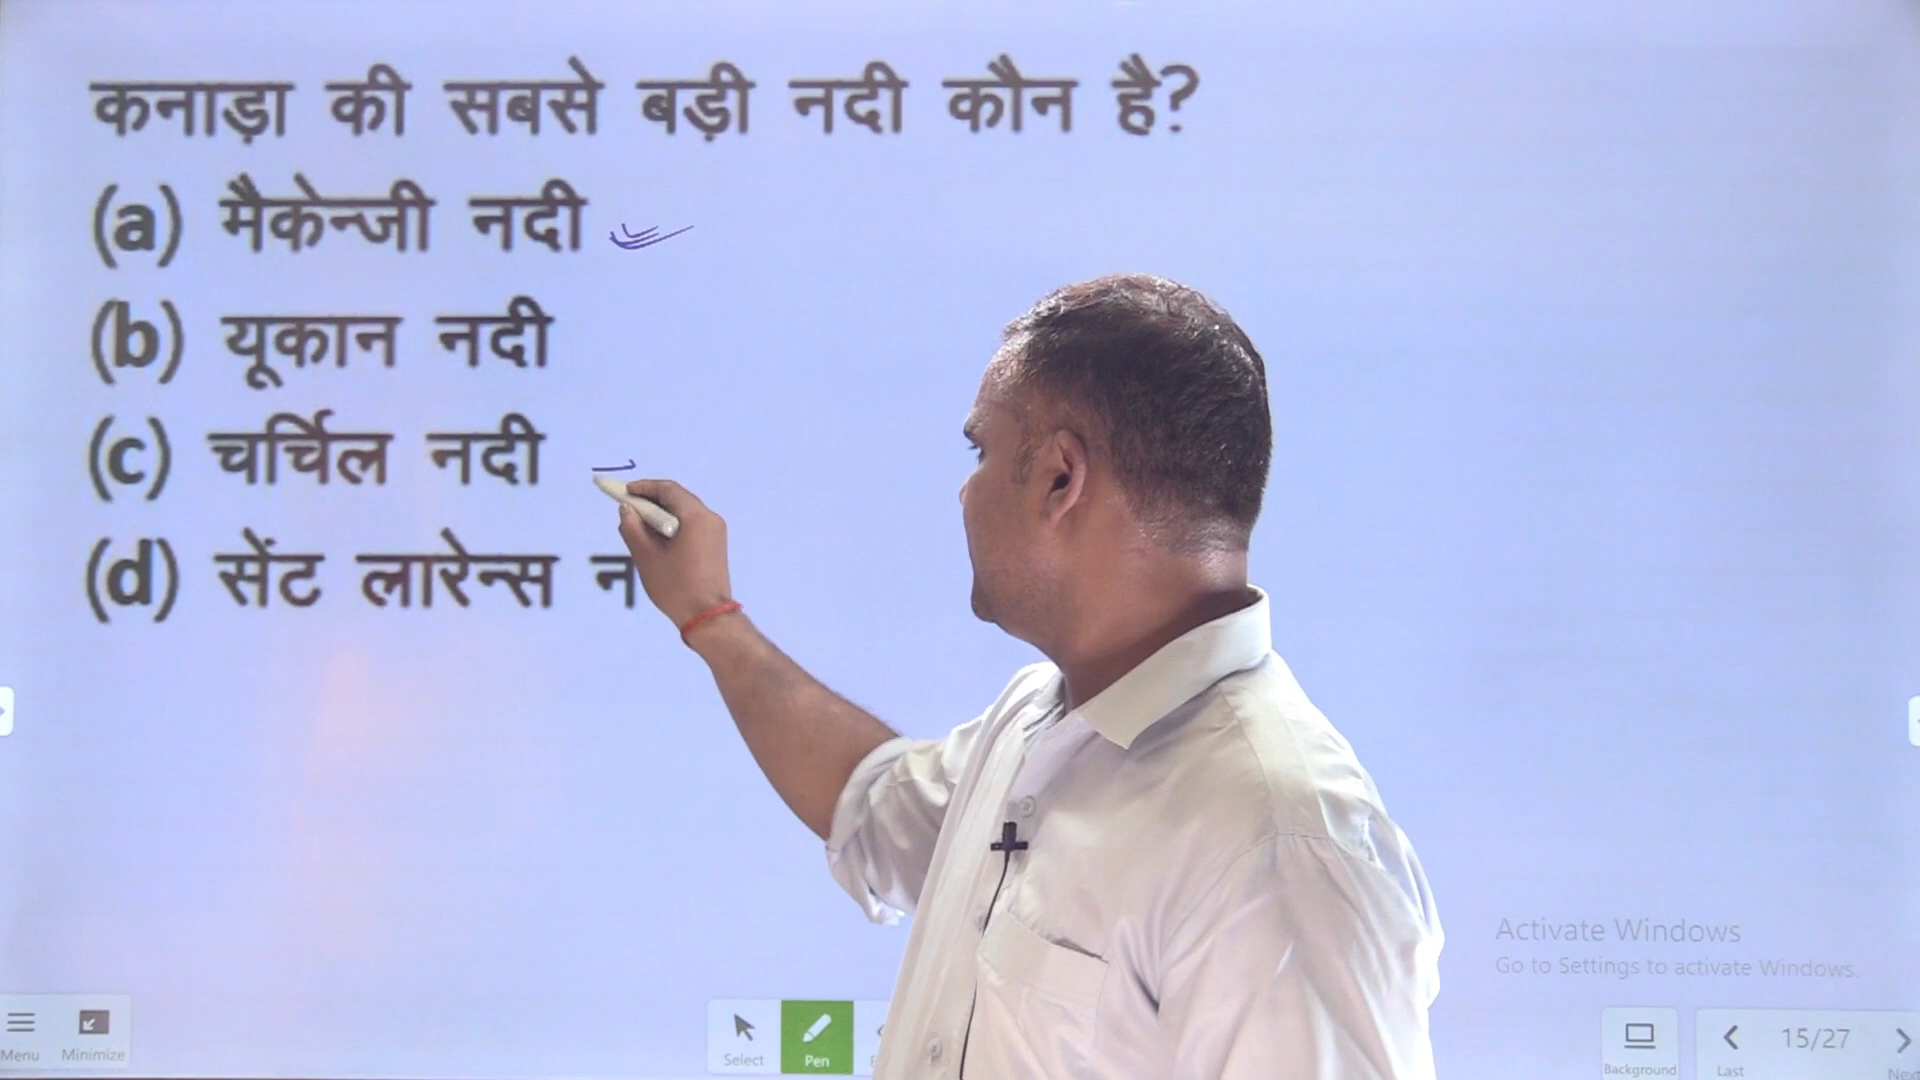 कनाड़ा की सबसे बड़ी नदी कौन है?
(a) मैकेन्जी नदी
(b) यूकान नदी
(c) चर्चिल नदी
(d) सेंट लारेन्स न
Activate Windows
Go to Settings to activate Windows.
Menu Minimize Select Pen Background Last 15/27 Next